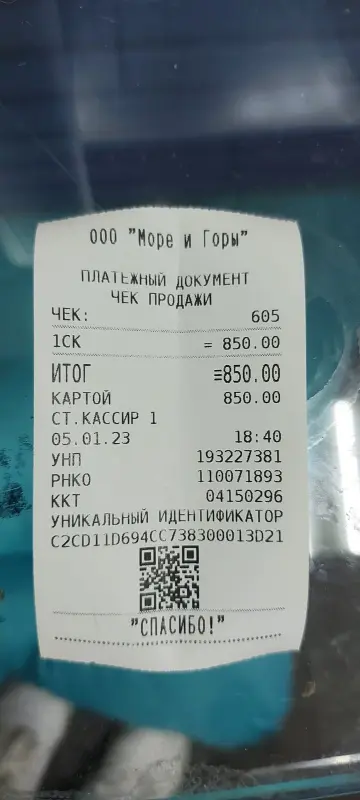 ООО "Море и Горы"
ПЛАТЕЖНЫЙ ДОКУМЕНТ
ЧЕК ПРОДАЖИ
ЧЕК: 605
1СК = 850.00
ИТОГ =850.00
КАРТОЙ 850.00
СТ.КАССИР 1
05.01.23 18:40
УНП 193227381
РНКО 110071893
ККТ 04150296
УНИКАЛЬНЫЙ ИДЕНТИФИКАТОР
C2CD11D694CC738300013D21
"СПАСИБО!"